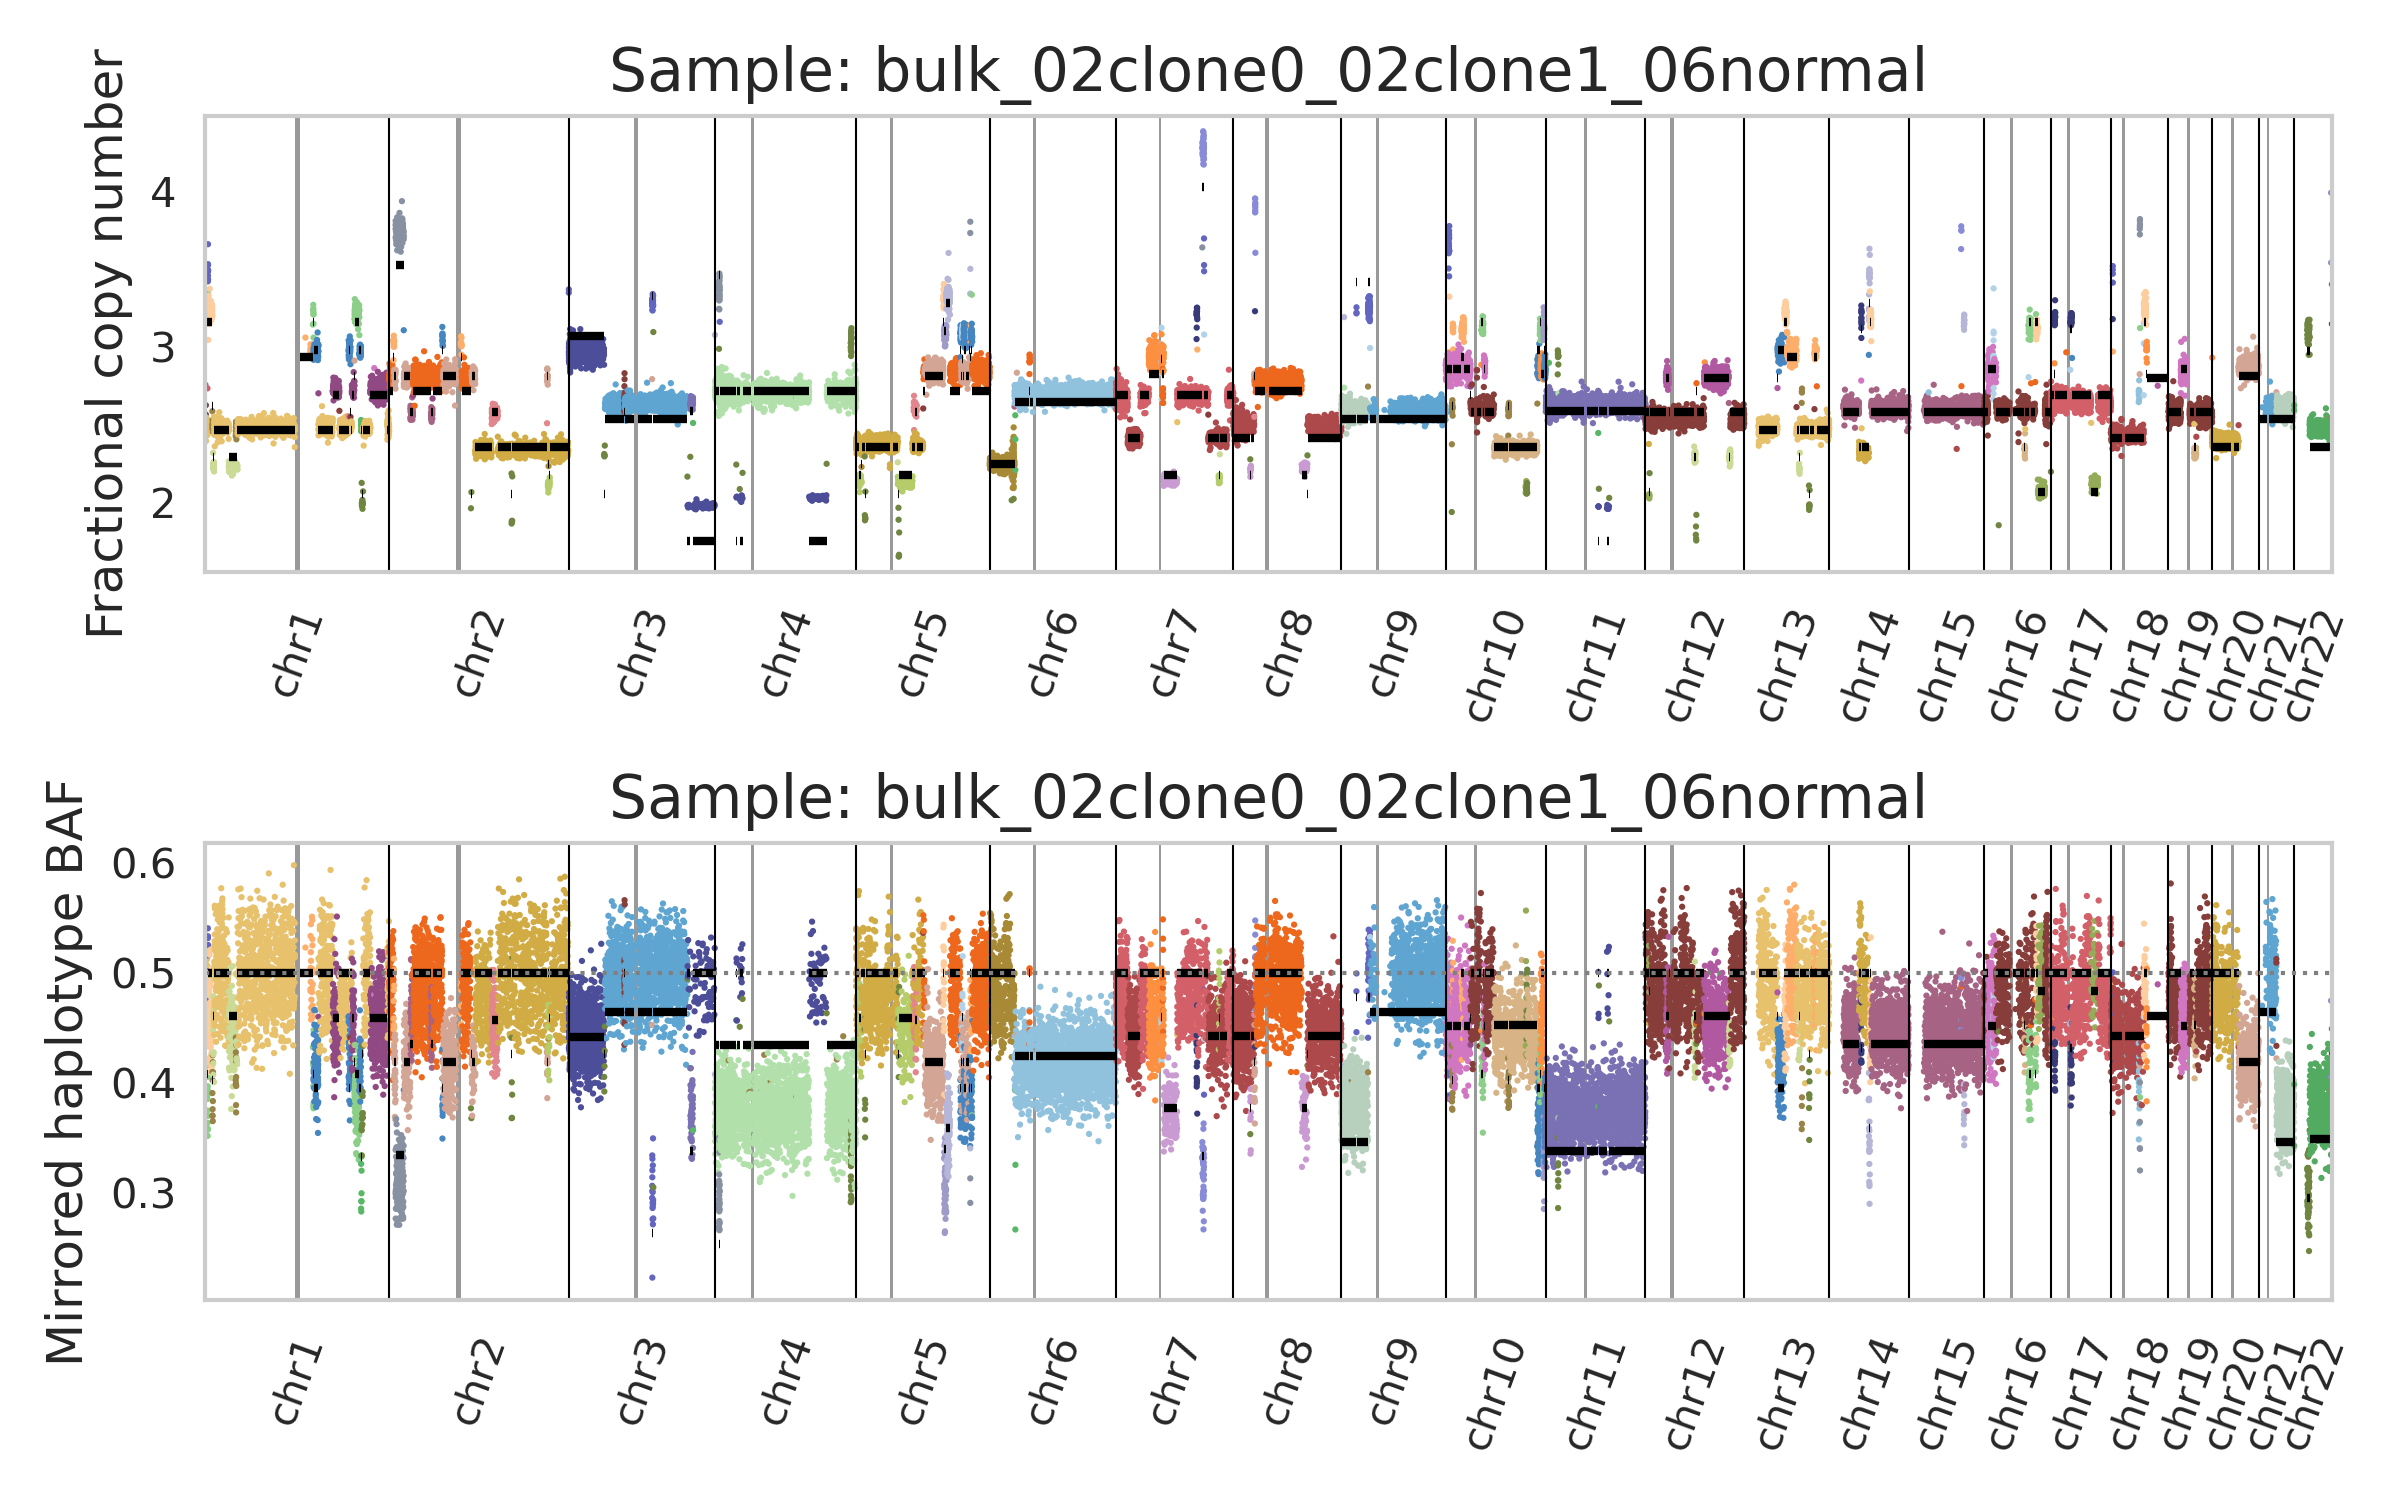 Sample: bulk_02clone0_02clone1_06normal
Fractional copy number
4
3
2
chr1
chr2
chr3
chr4
chr5
chr6
chr7
chr8
chr9
chr10
chr11
chr12
chr13
chr14
chr15
chr16
chr17
chr18
chr19
chr20
chr21
chr22
Sample: bulk_02clone0_02clone1_06normal
Mirrored haplotype BAF
0.6
0.5
0.4
0.3
chr1
chr2
chr3
chr4
chr5
chr6
chr7
chr8
chr9
chr10
chr11
chr12
chr13
chr14
chr15
chr16
chr17
chr18
chr19
chr20
chr21
chr22